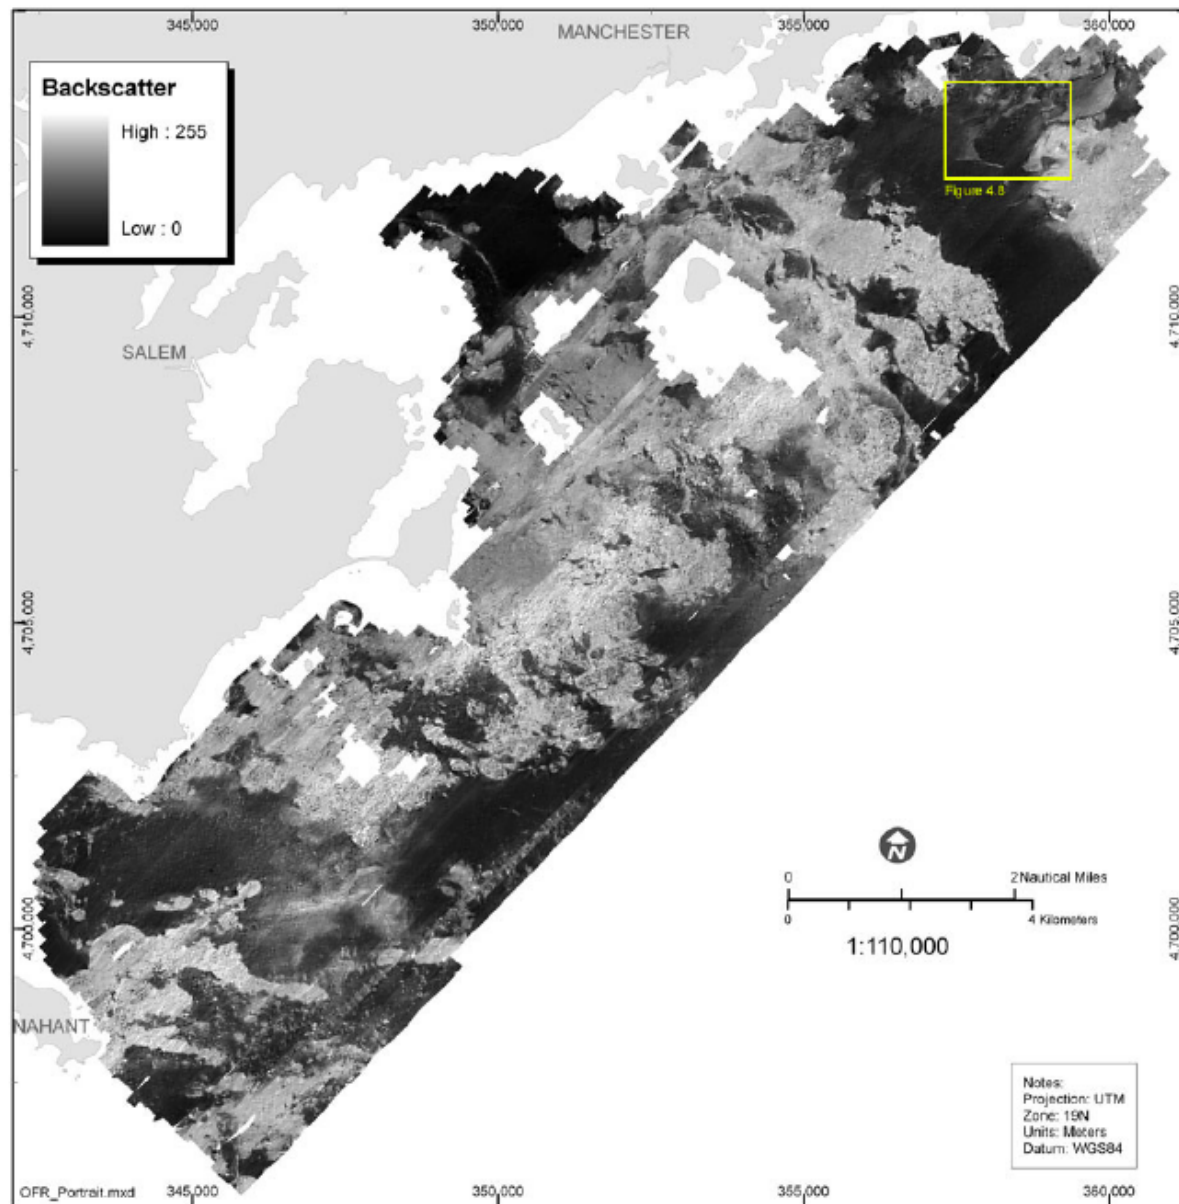 345,000 350,000 355,000 360,000
MANCHESTER
Backscatter
High : 255
Low : 0
Figure 4.8
4,710,000 4,710,000
SALEM
4,705,000 4,705,000
N
0 2 Nautical Miles
0 4 Kilometers
1:110,000
4,700,000 4,700,000
NAHANT
Notes:
Projection: UTM
Zone: 19N
Units: Meters
Datum: WGS84
OFR_Portrait.mxd
345,000 350,000 355,000 360,000